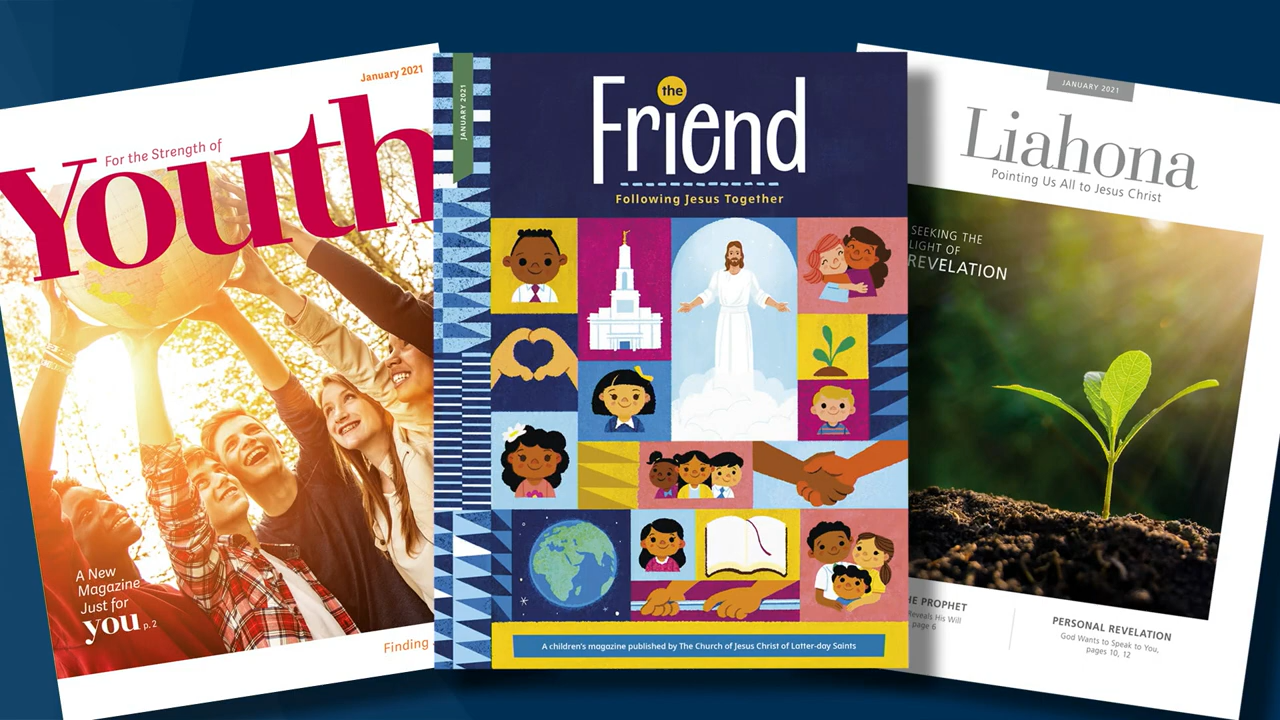 January 2021
For the Strength of
Youth
A New
Magazine
Just for
you p. 2
Finding
JANUARY 2021
the
Friend
Following Jesus Together
A children's magazine published by The Church of Jesus Christ of Latter-day Saints
JANUARY 2021
Liahona
Pointing Us All to Jesus Christ
SEEKING THE
LIGHT OF
REVELATION
PROPHET
His Will
page 6
PERSONAL REVELATION
God Wants to Speak to You,
pages 10, 12